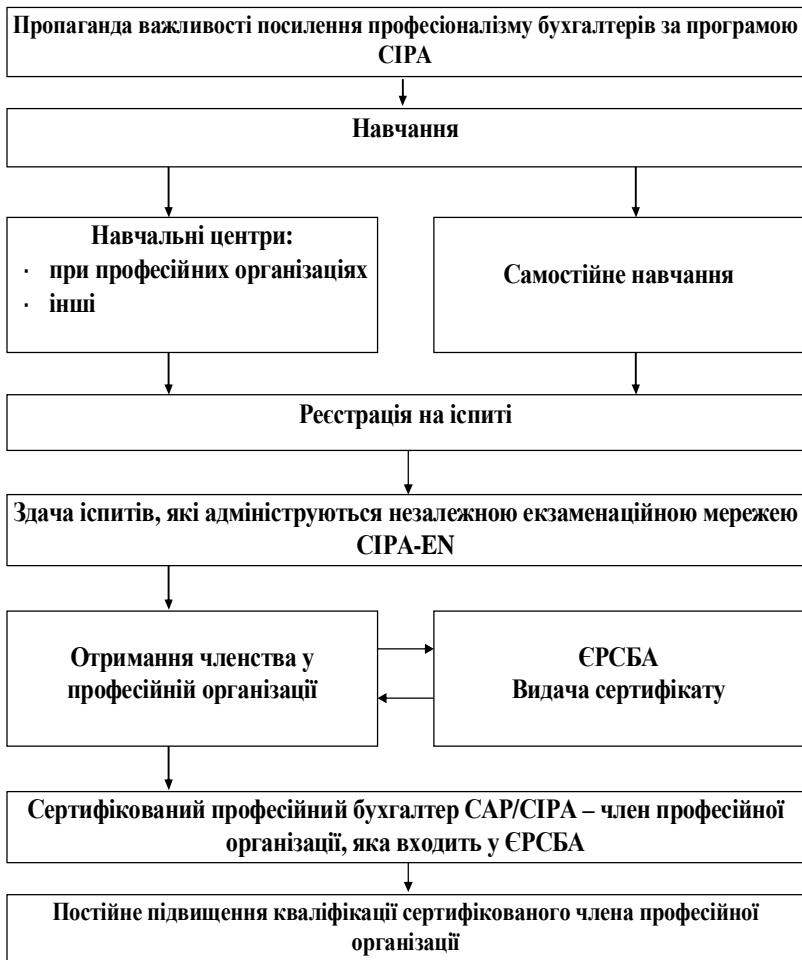 Пропаганда важливості посилення професіоналізму бухгалтерів за програмою
CIPA
Навчання
Навчальні центри:
· при професійних організаціях
· інші
Самостійне навчання
Реєстрація на іспиті
Здача іспитів, які адмініструються незалежною екзаменаційною мережею
CIPA-EN
Отримання членства у
професійній організації
ЄРСБА
Видача сертифікату
Сертифікований професійний бухгалтер CAP/CIPA – член професійної
організації, яка входить у ЄРСБА
Постійне підвищення кваліфікації сертифікованого члена професійної
організації